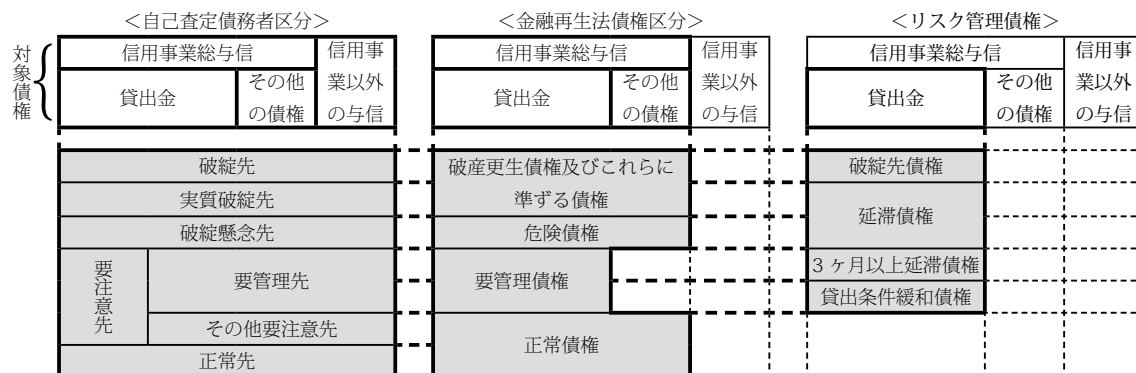 ＜自己査定債務者区分＞
＜金融再生法債権区分＞
＜リスク管理債権＞
対象債権
信用事業総与信
貸出金
その他
の債権
信用事
業以外
の与信
信用事業総与信
貸出金
その他
の債権
信用事
業以外
の与信
信用事業総与信
貸出金
その他
の債権
信用事
業以外
の与信
破綻先
実質破綻先
破綻懸念先
要注意先
要管理先
その他要注意先
正常先
破産更生債権及びこれらに
準ずる債権
危険債権
要管理債権
正常債権
破綻先債権
延滞債権
３ヶ月以上延滞債権
貸出条件緩和債権